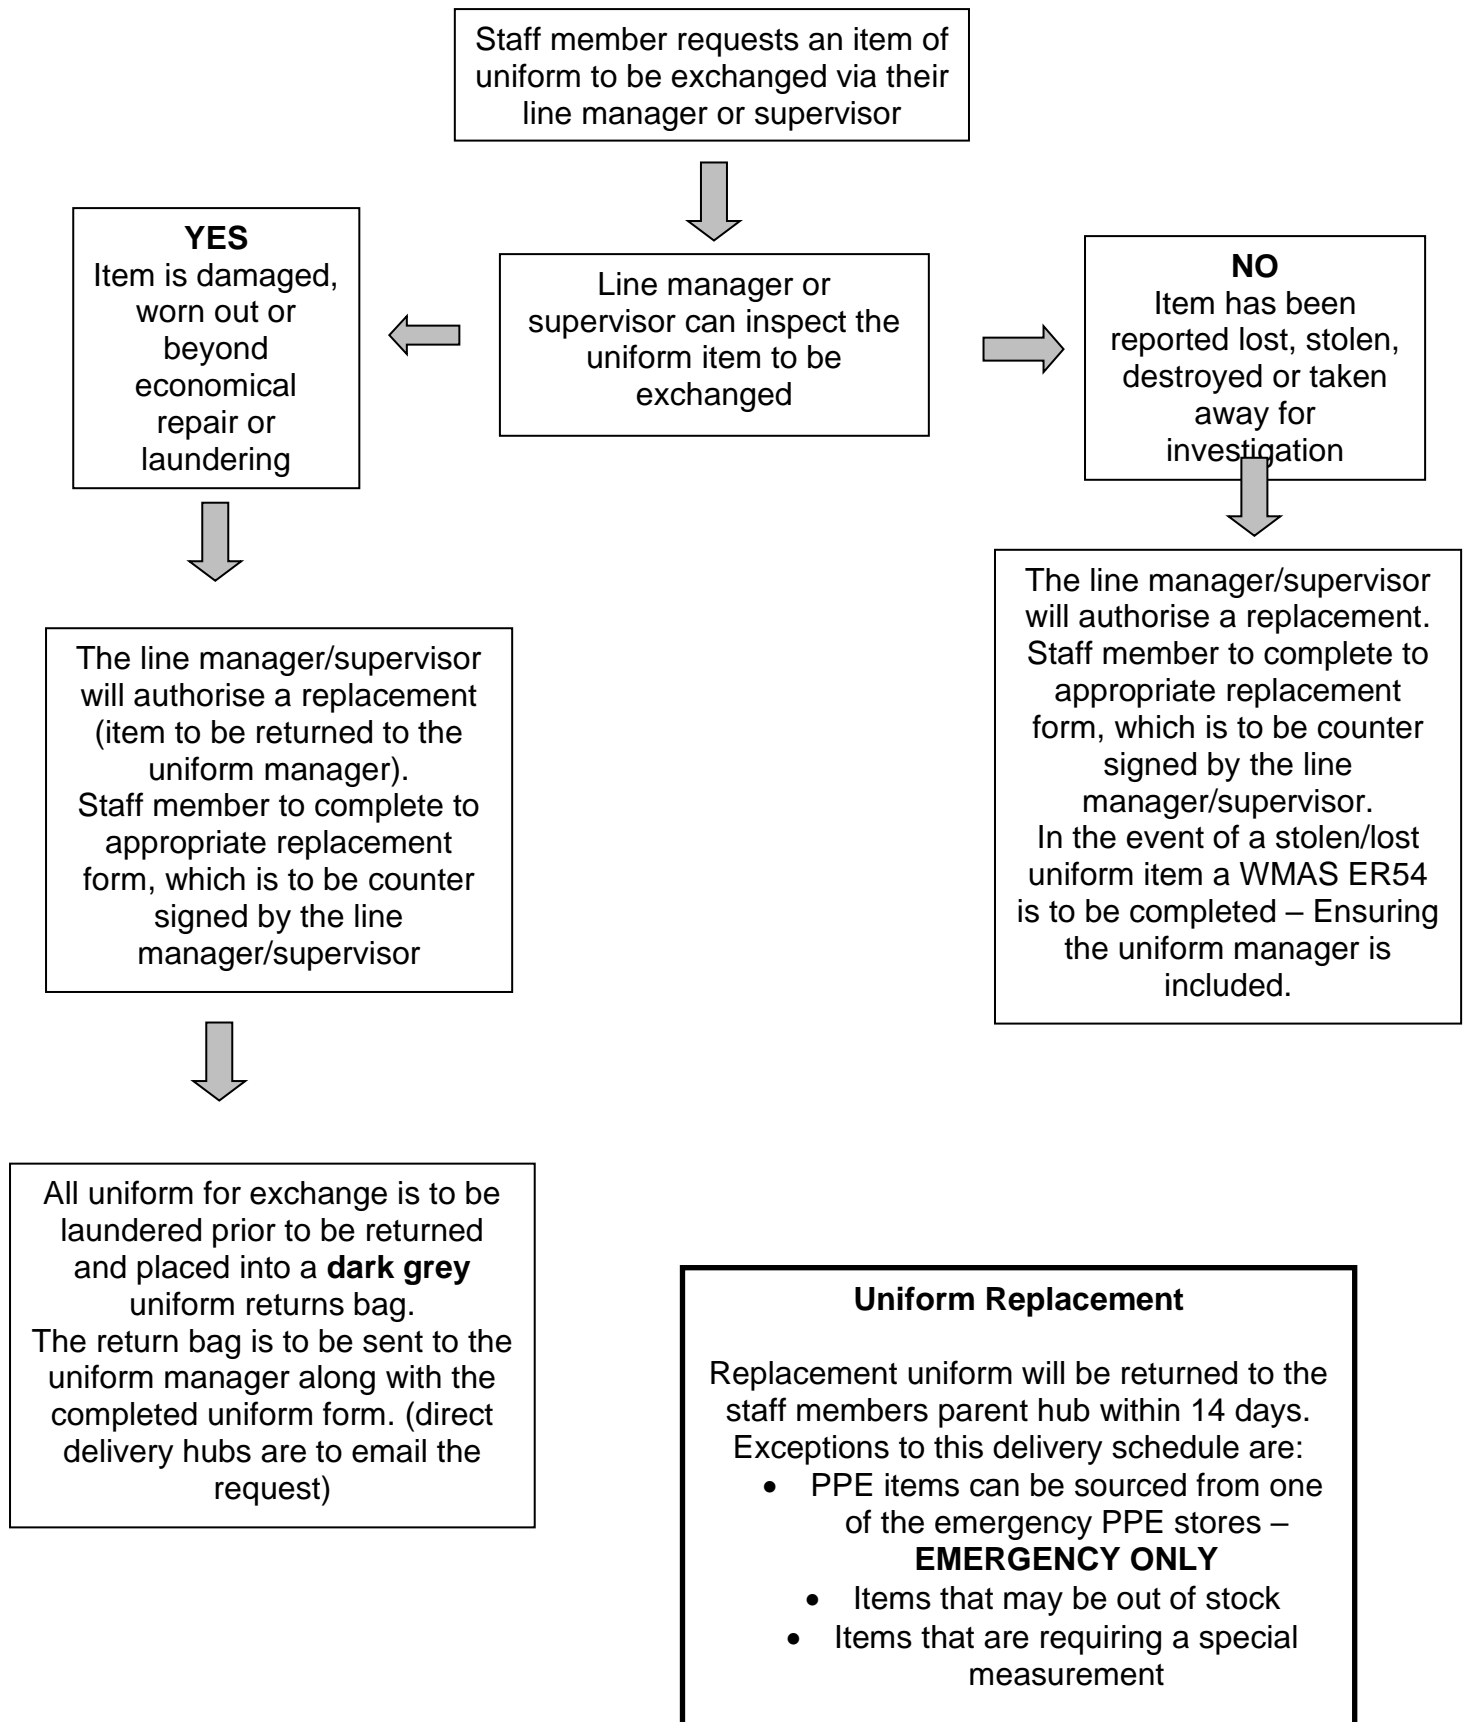 Staff member requests an item of
uniform to be exchanged via their
line manager or supervisor
YES
Item is damaged,
worn out or
beyond
economical
repair or
laundering
Line manager or
supervisor can inspect the
uniform item to be
exchanged
NO
Item has been
reported lost, stolen,
destroyed or taken
away for
investigation
The line manager/supervisor
will authorise a replacement
(item to be returned to the
uniform manager).
Staff member to complete to
appropriate replacement
form, which is to be counter
signed by the line
manager/supervisor
The line manager/supervisor
will authorise a replacement.
Staff member to complete to
appropriate replacement
form, which is to be counter
signed by the line
manager/supervisor.
In the event of a stolen/lost
uniform item a WMAS ER54
is to be completed – Ensuring
the uniform manager is
included.
All uniform for exchange is to be
laundered prior to be returned
and placed into a dark grey
uniform returns bag.
The return bag is to be sent to the
uniform manager along with the
completed uniform form. (direct
delivery hubs are to email the
request)
Uniform Replacement
Replacement uniform will be returned to the
staff members parent hub within 14 days.
Exceptions to this delivery schedule are:
• PPE items can be sourced from one
of the emergency PPE stores –
EMERGENCY ONLY
• Items that may be out of stock
• Items that are requiring a special
measurement